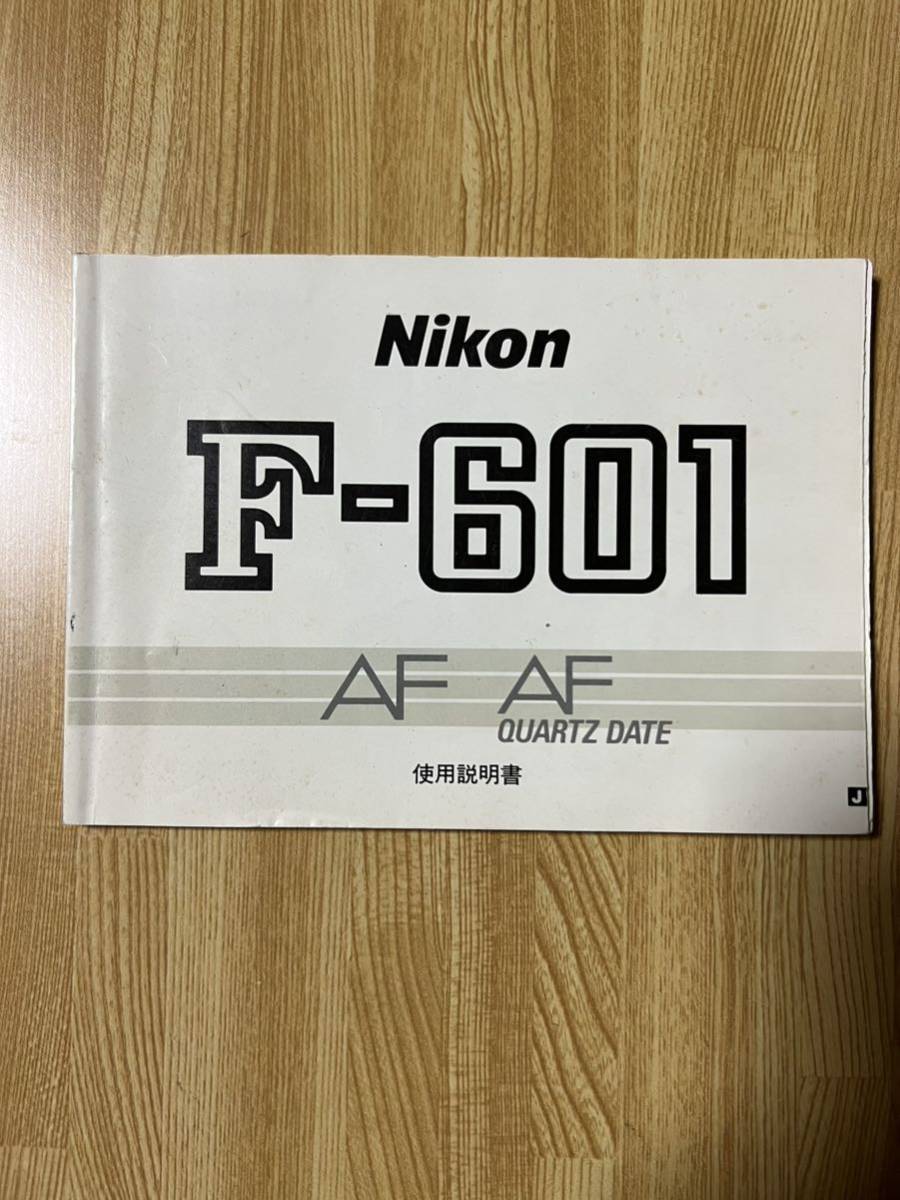 Nikon
F-601
AF AF
QUARTZ DATE
使用説明書
J